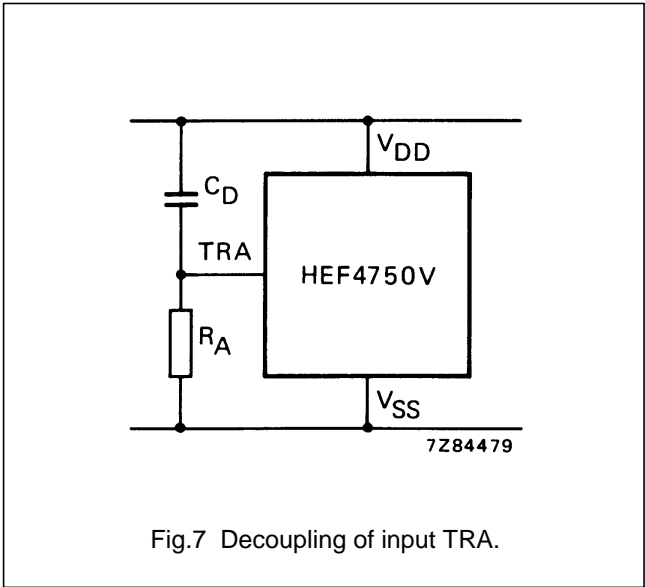 V_DD
C_D
TRA
HEF4750V
R_A
V_SS
7Z84479
Fig.7 Decoupling of input TRA.